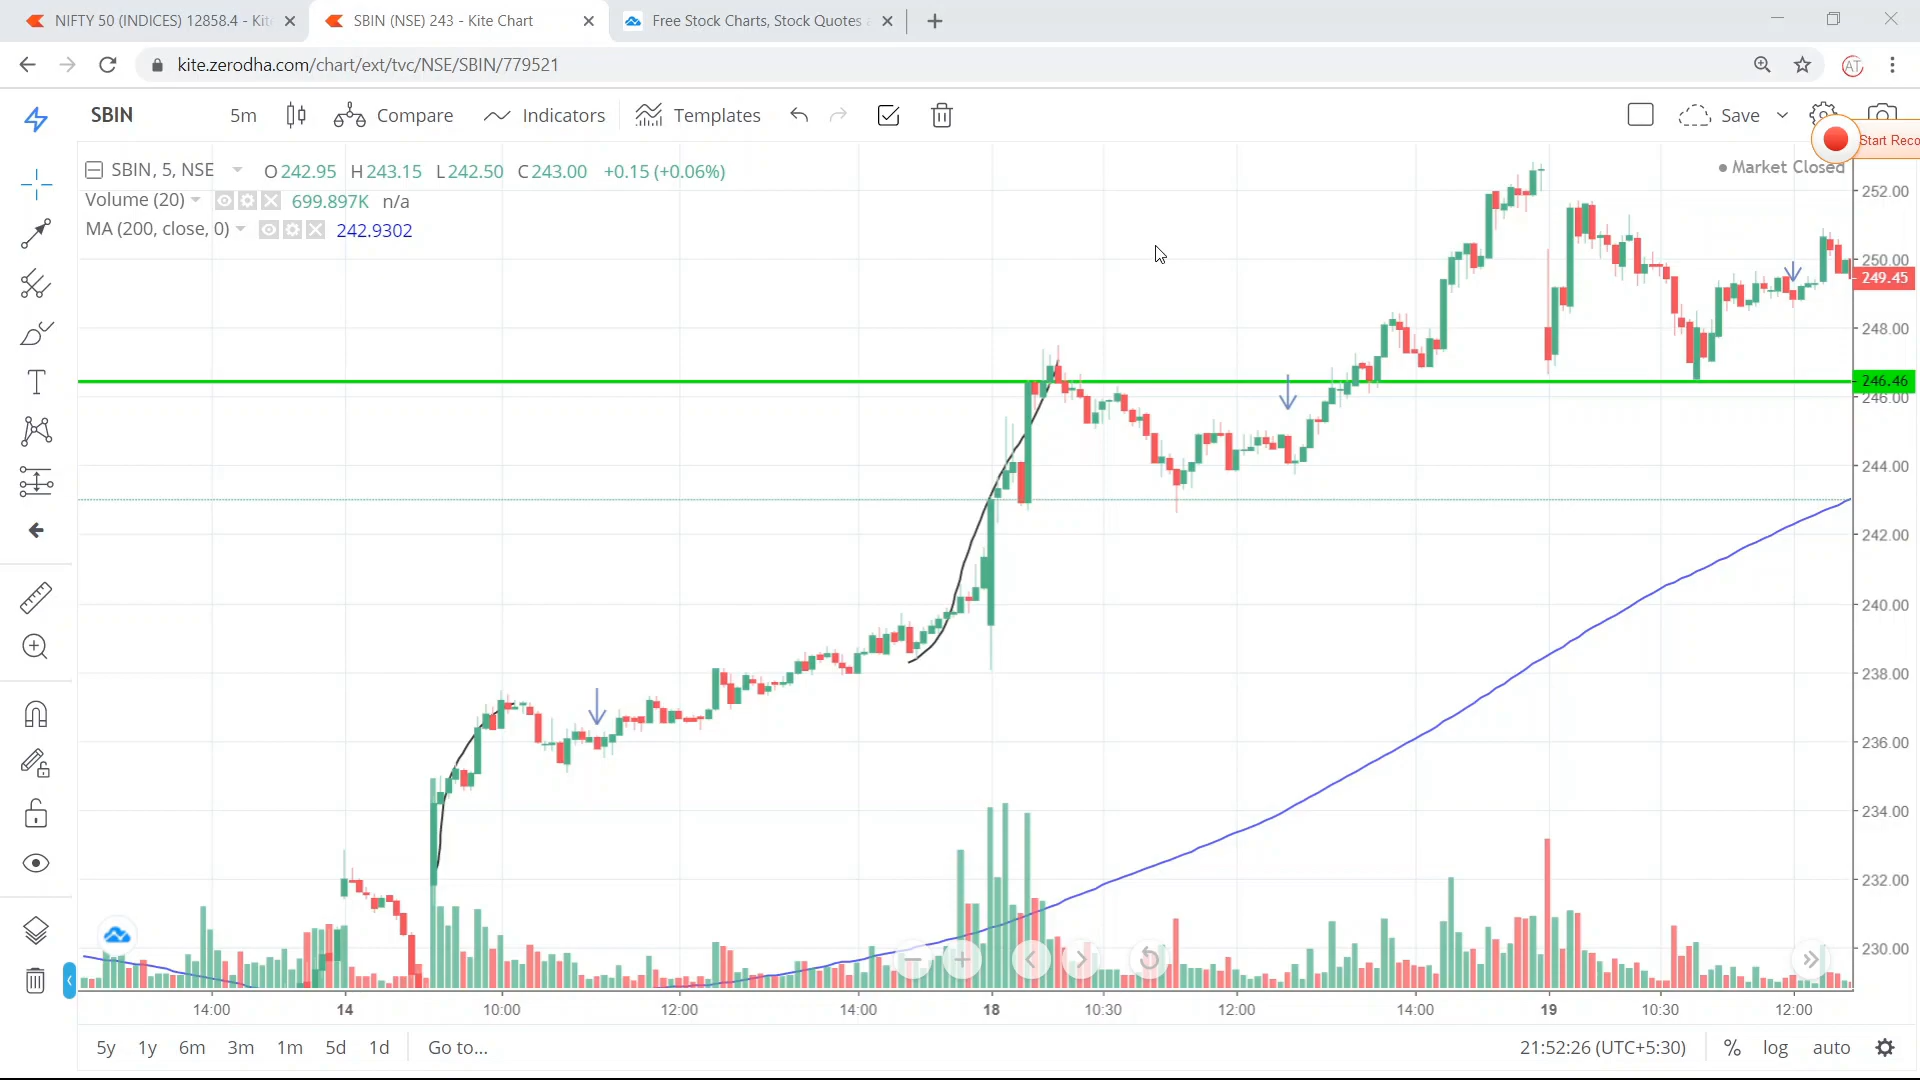 NIFTY 50 (INDICES) 12858.4 - Kit
SBIN (NSE) 243 - Kite Chart
Free Stock Charts, Stock Quotes a
kite.zerodha.com/chart/ext/tvc/NSE/SBIN/779521
AT
SBIN 5m Compare Indicators Templates Save
Start Reco
SBIN, 5, NSE O242.95 H243.15 L242.50 C243.00 +0.15 (+0.06%)
Market Closed
Volume (20) 699.897K n/a
MA (200, close, 0) 242.9302
252.00
250.00
249.45
248.00
246.46
246.00
244.00
242.00
240.00
238.00
236.00
234.00
232.00
230.00
14:00 14 10:00 12:00 14:00 18 10:30 12:00 14:00 19 10:30 12:00
5y 1y 6m 3m 1m 5d 1d Go to... 21:52:26 (UTC+5:30) % log auto